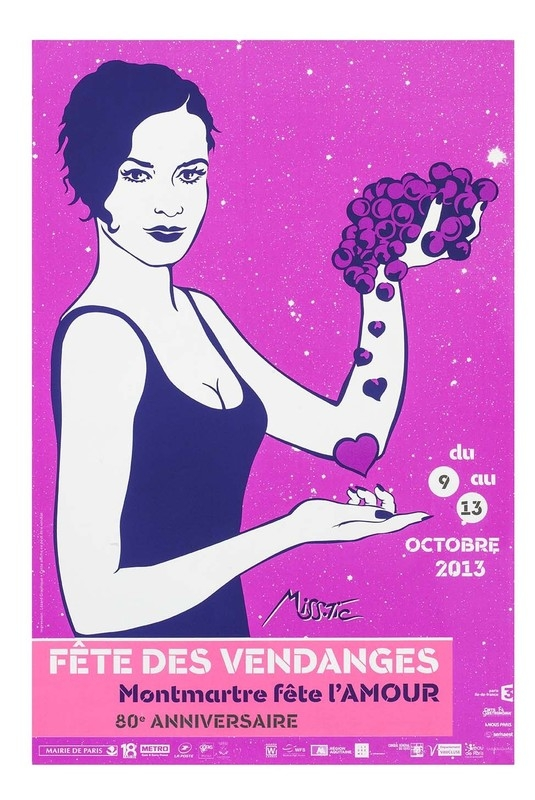 du
9 au
13
OCTOBRE
2013
Miss.Tic
FÊTE DES VENDANGES
Montmartre fête l'AMOUR
80e ANNIVERSAIRE
3
MAIRIE DE PARIS 18 METRO LA POSTE